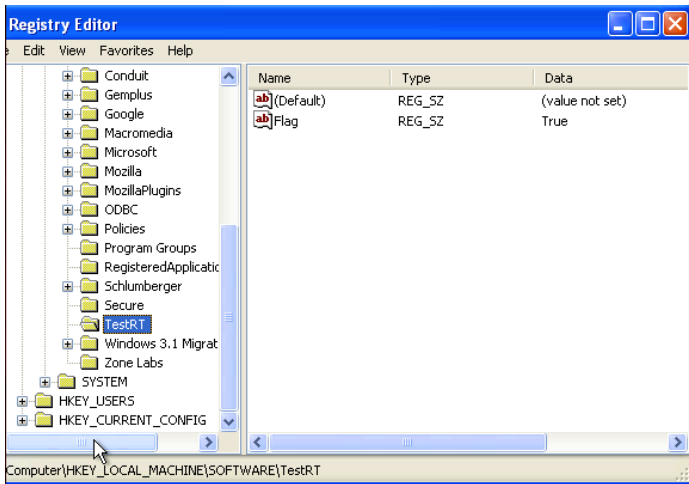 Registry Editor
Edit View Favorites Help
Conduit
Gemplus
Google
Macromedia
Microsoft
Mozilla
MozillaPlugins
ODBC
Policies
Program Groups
RegisteredApplicatic
Schlumberger
Secure
TestRT
Windows 3.1 Migrat
Zone Labs
SYSTEM
HKEY_USERS
HKEY_CURRENT_CONFIG
Name Type Data
ab (Default) REG_SZ (value not set)
ab Flag REG_SZ True
Computer\HKEY_LOCAL_MACHINE\SOFTWARE\TestRT